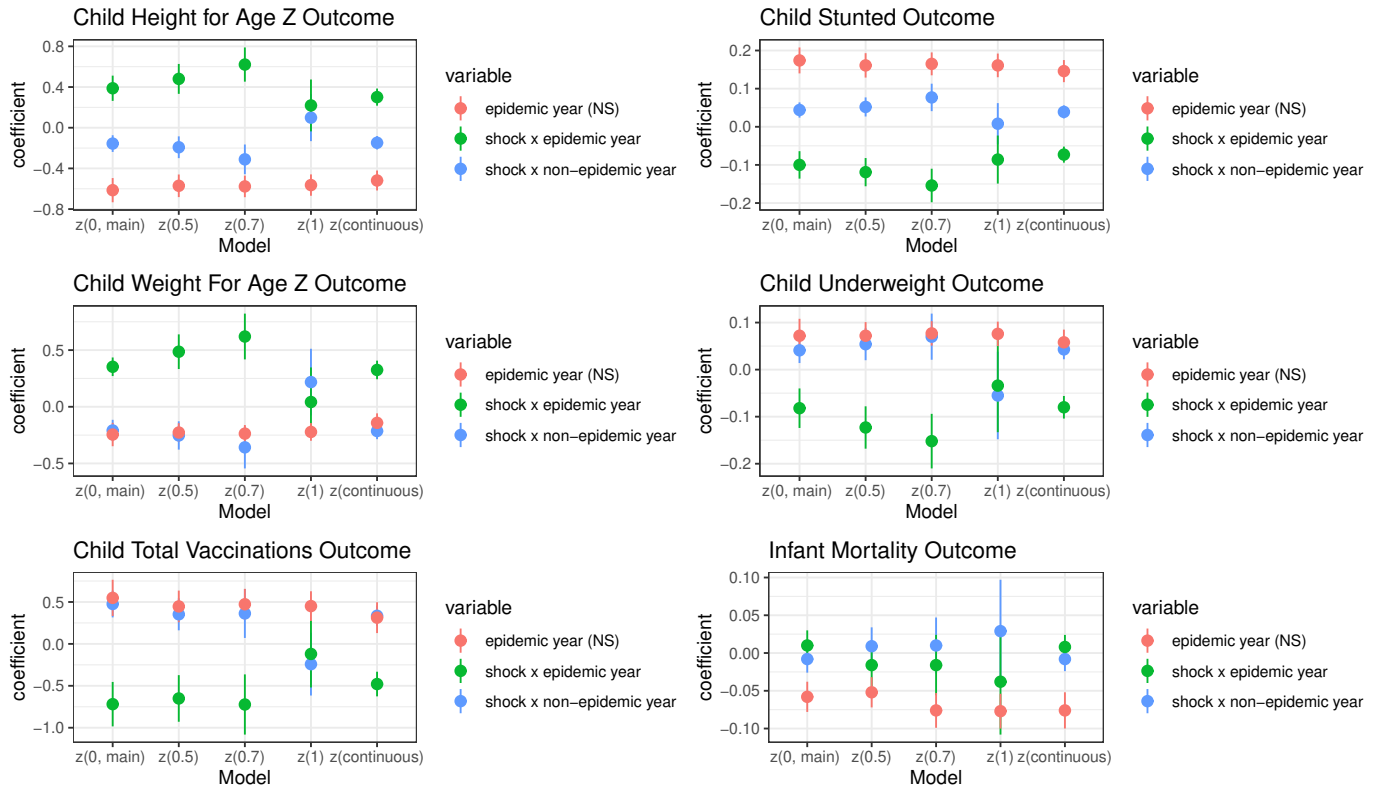 Child Height for Age Z Outcome
coefficient
0.8
0.4
0.0
−0.4
−0.8
z(0, main) z(0.5) z(0.7) z(1) z(continuous)
Model
variable
epidemic year (NS)
shock x epidemic year
shock x non−epidemic year
Child Stunted Outcome
coefficient
0.2
0.1
0.0
−0.1
−0.2
z(0, main) z(0.5) z(0.7) z(1) z(continuous)
Model
variable
epidemic year (NS)
shock x epidemic year
shock x non−epidemic year
Child Weight For Age Z Outcome
coefficient
0.5
0.0
−0.5
z(0, main) z(0.5) z(0.7) z(1) z(continuous)
Model
variable
epidemic year (NS)
shock x epidemic year
shock x non−epidemic year
Child Underweight Outcome
coefficient
0.1
0.0
−0.1
−0.2
z(0, main) z(0.5) z(0.7) z(1) z(continuous)
Model
variable
epidemic year (NS)
shock x epidemic year
shock x non−epidemic year
Child Total Vaccinations Outcome
coefficient
0.5
0.0
−0.5
−1.0
z(0, main) z(0.5) z(0.7) z(1) z(continuous)
Model
variable
epidemic year (NS)
shock x epidemic year
shock x non−epidemic year
Infant Mortality Outcome
coefficient
0.10
0.05
0.00
−0.05
−0.10
z(0, main) z(0.5) z(0.7) z(1) z(continuous)
Model
variable
epidemic year (NS)
shock x epidemic year
shock x non−epidemic year